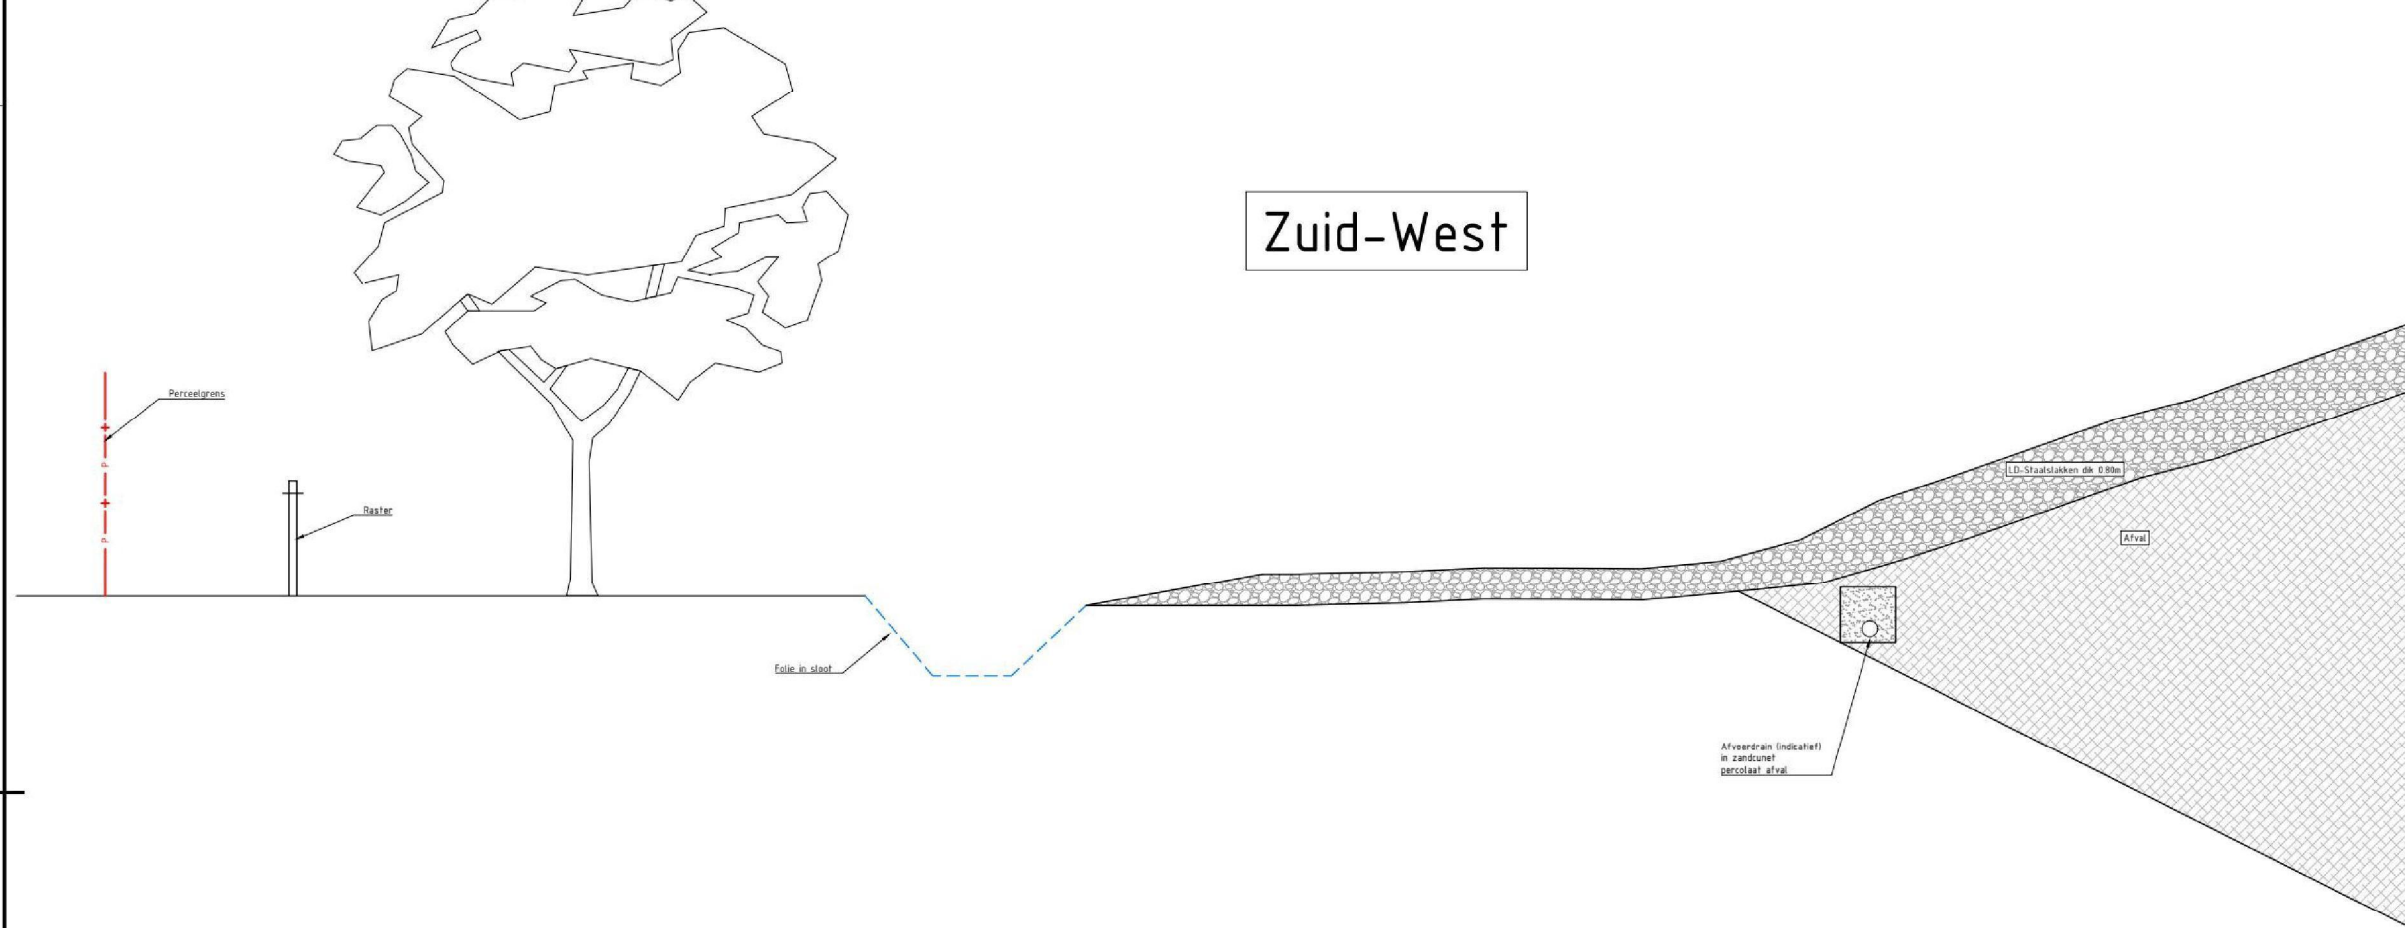 Zuid-West
Perceelgrens
P
P
Raster
LD-Staalslakken dik 0.80m
Afval
Folie in sloot
Afvoerdrain (indicatief)
in zandcunet
percolaat afval